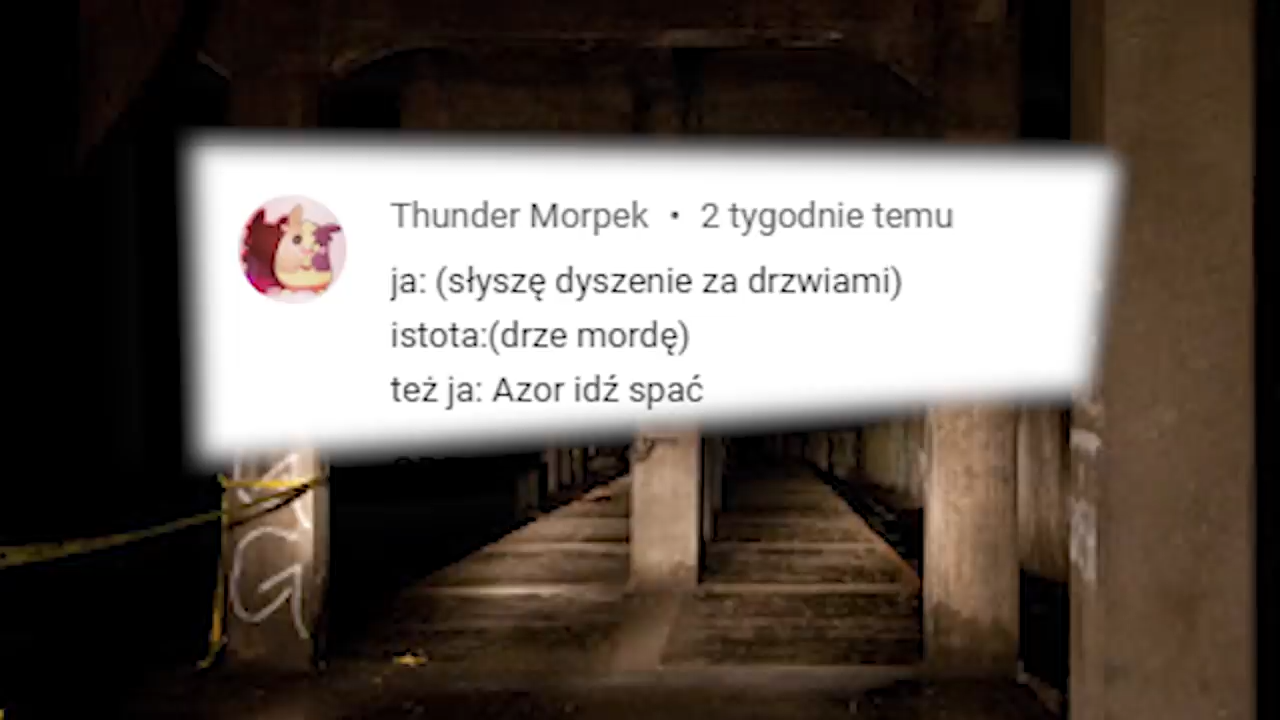 Thunder Morpek • 2 tygodnie temu
ja: (słyszę dyszenie za drzwiami)
istota:(drze mordę)
też ja: Azor idź spać
G